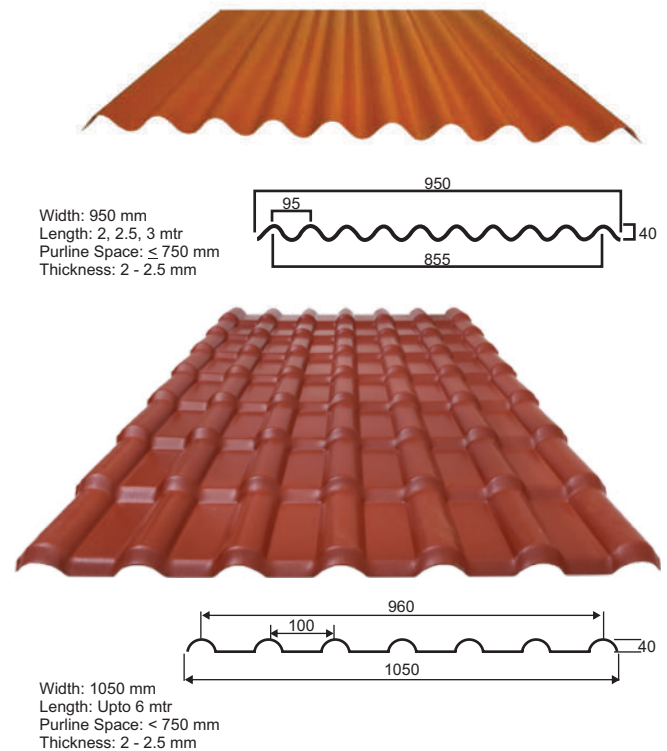 950
95
40
855
Width: 950 mm
Length: 2, 2.5, 3 mtr
Purline Space: ≤ 750 mm
Thickness: 2 - 2.5 mm
960
100
40
1050
Width: 1050 mm
Length: Upto 6 mtr
Purline Space: < 750 mm
Thickness: 2 - 2.5 mm